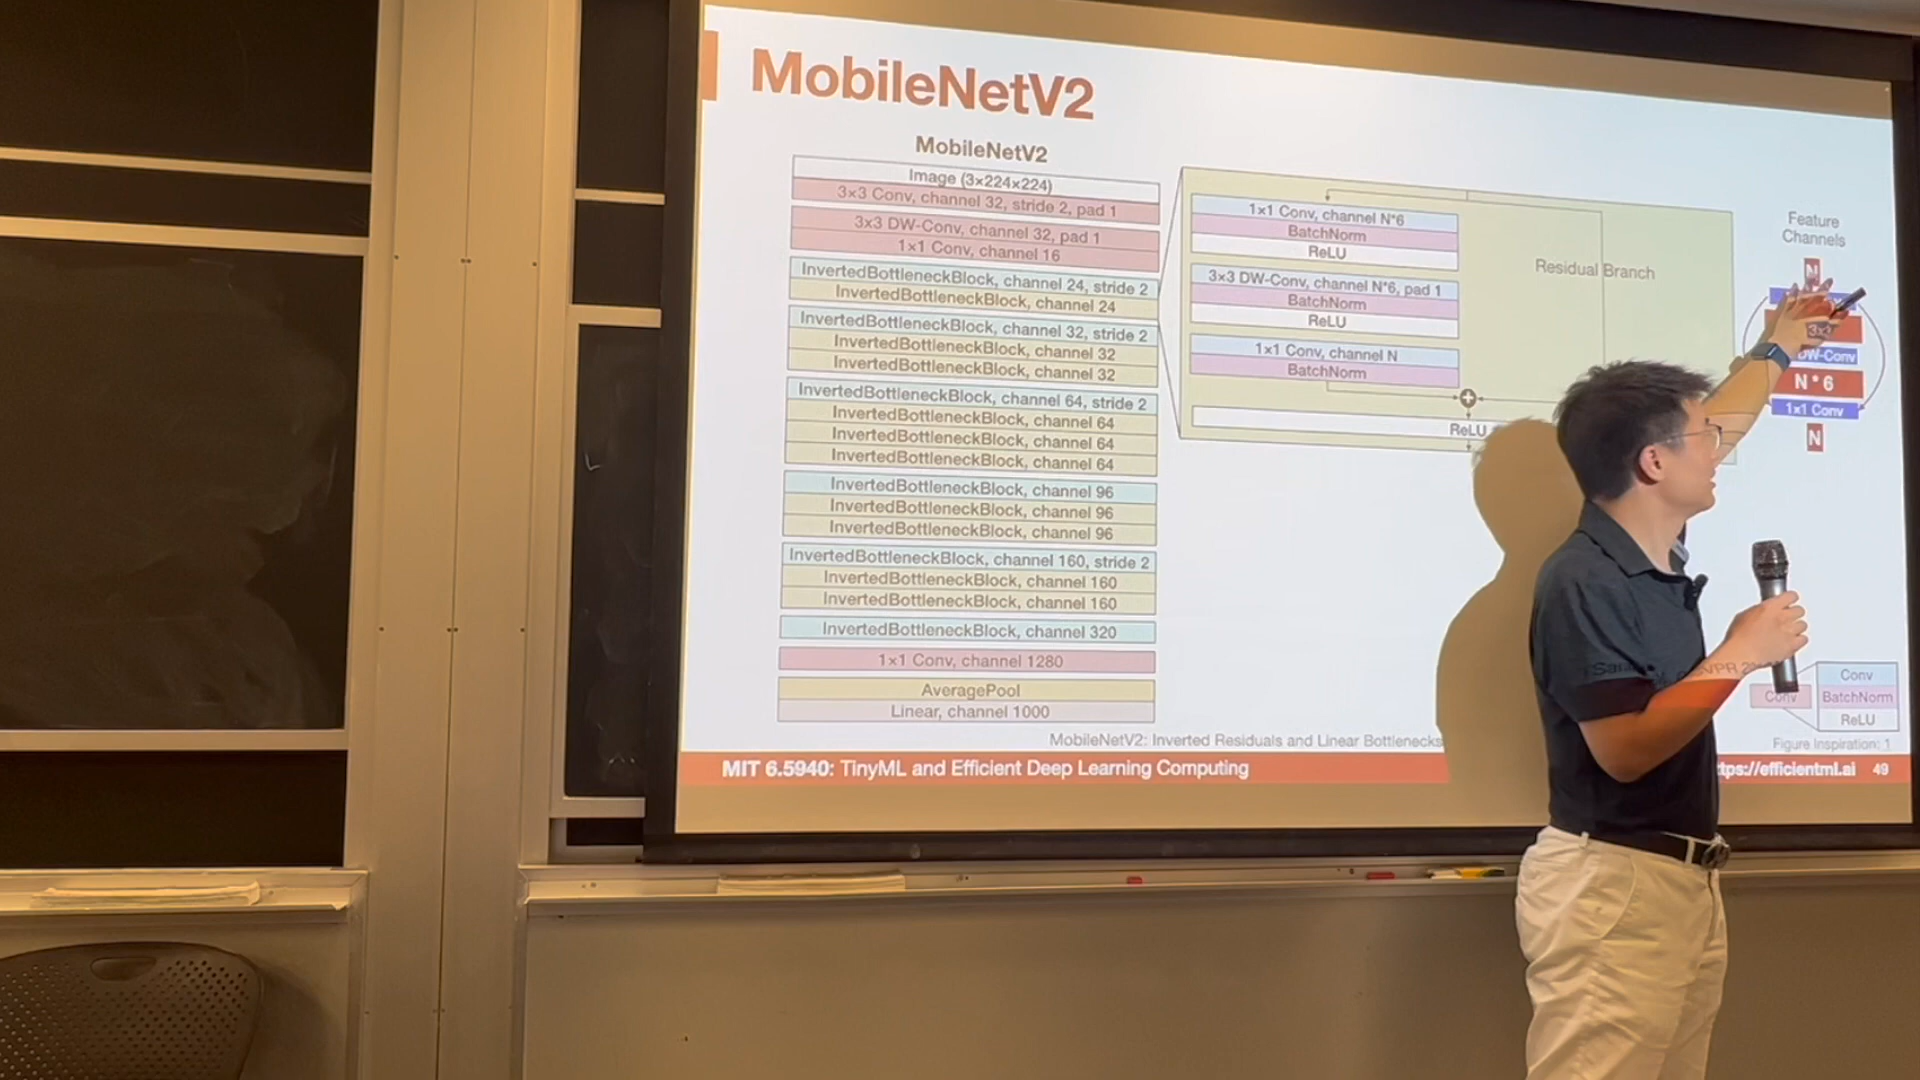 MobileNetV2
MobileNetV2
Image (3×224×224)
3×3 Conv, channel 32, stride 2, pad 1
3x3 DW-Conv, channel 32, pad 1
1×1 Conv, channel 16
InvertedBottleneckBlock, channel 24, stride 2
InvertedBottleneckBlock, channel 24
InvertedBottleneckBlock, channel 32, stride 2
InvertedBottleneckBlock, channel 32
InvertedBottleneckBlock, channel 32
InvertedBottleneckBlock, channel 64, stride 2
InvertedBottleneckBlock, channel 64
InvertedBottleneckBlock, channel 64
InvertedBottleneckBlock, channel 64
InvertedBottleneckBlock, channel 96
InvertedBottleneckBlock, channel 96
InvertedBottleneckBlock, channel 96
InvertedBottleneckBlock, channel 160, stride 2
InvertedBottleneckBlock, channel 160
InvertedBottleneckBlock, channel 160
InvertedBottleneckBlock, channel 320
1×1 Conv, channel 1280
AveragePool
Linear, channel 1000
1×1 Conv, channel N*6
BatchNorm
ReLU
3×3 DW-Conv, channel N*6, pad 1
BatchNorm
ReLU
1×1 Conv, channel N
BatchNorm
ReLU
Residual Branch
Feature
Channels
N
3x3
DW-Conv
N*6
1×1 Conv
N
Conv
Conv
BatchNorm
ReLU
MobileNetV2: Inverted Residuals and Linear Bottlenecks
Figure Inspiration: 1
MIT 6.5940: TinyML and Efficient Deep Learning Computing
tps://efficientml.ai 49